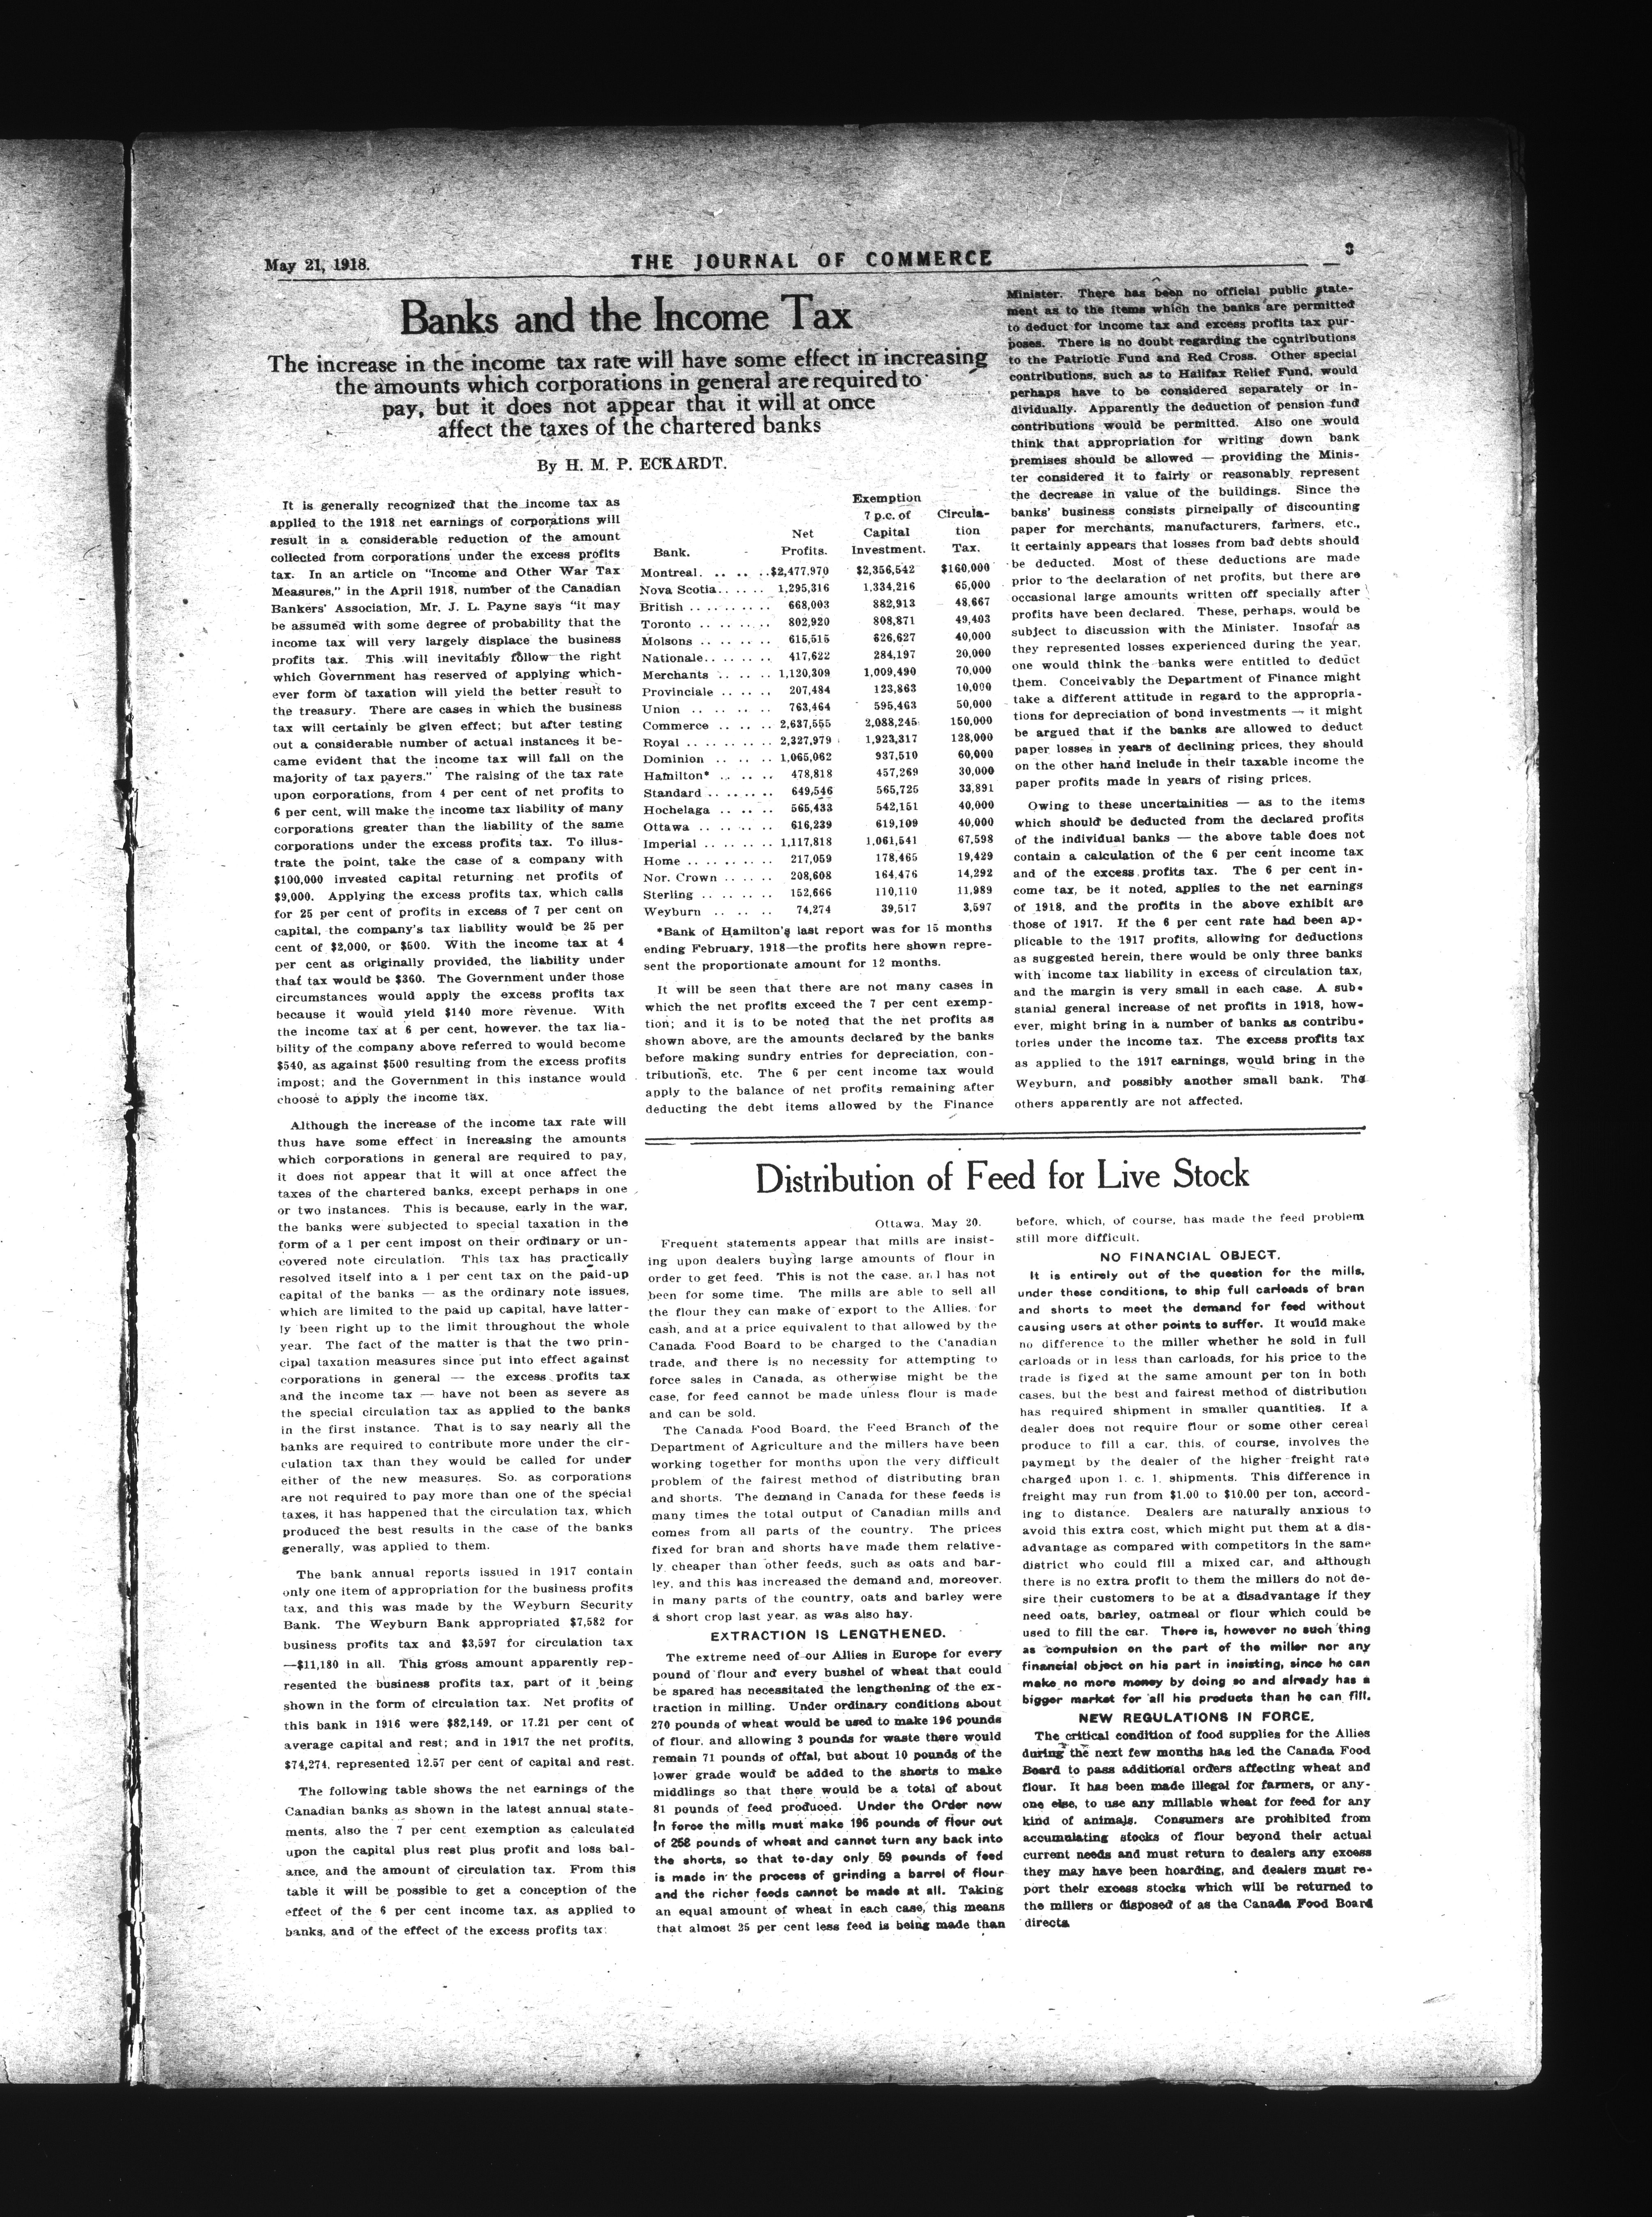 May 21, 1918.
THE JOURNAL OF COMMERCE
3
Banks and the Income Tax
The increase in the income tax rate will have some effect in increasing
the amounts which corporations in general are required to
pay, but it does not appear that it will at once
affect the taxes of the chartered banks
By H. M. P. ECKARDT.
It is generally recognized that the income tax as
applied to the 1918 net earnings of corporations will
result in a considerable reduction of the amount
collected from corporations under the excess profits
tax. In an article on "Income and Other War Tax
Measures," in the April 1918, number of the Canadian
Bankers' Association, Mr. J. L. Payne says "it may
be assumed with some degree of probability that the
income tax will very largely displace the business
profits tax. This will inevitably follow the right
which Government has reserved of applying which-
ever form of taxation will yield the better result to
the treasury. There are cases in which the business
tax will certainly be given effect; but after testing
out a considerable number of actual instances it be-
came evident that the income tax will fall on the
majority of tax payers." The raising of the tax rate
upon corporations, from 4 per cent of net profits to
6 per cent, will make the income tax liability of many
corporations greater than the liability of the same
corporations under the excess profits tax. To illus-
trate the point, take the case of a company with
$100,000 invested capital returning net profits of
$9,000. Applying the excess profits tax, which calls
for 25 per cent of profits in excess of 7 per cent on
capital, the company's tax liability would be 25 per
cent of $2,000, or $500. With the income tax at 4
per cent as originally provided, the liability under
that tax would be $360. The Government under those
circumstances would apply the excess profits tax
because it would yield $140 more revenue. With
the income tax at 6 per cent, however, the tax lia-
bility of the company above referred to would become
$540, as against $500 resulting from the excess profits
impost; and the Government in this instance would
choose to apply the income tax.
Although the increase of the income tax rate will
thus have some effect in increasing the amounts
which corporations in general are required to pay,
it does not appear that it will at once affect the
taxes of the chartered banks, except perhaps in one
or two instances. This is because, early in the war,
the banks were subjected to special taxation in the
form of a 1 per cent impost on their ordinary or un-
covered note circulation. This tax has practically
resolved itself into a 1 per cent tax on the paid-up
capital of the banks — as the ordinary note issues,
which are limited to the paid up capital, have latter-
ly been right up to the limit throughout the whole
year. The fact of the matter is that the two prin-
cipal taxation measures since put into effect against
corporations in general — the excess profits tax
and the income tax — have not been as severe as
the special circulation tax as applied to the banks
in the first instance. That is to say nearly all the
banks are required to contribute more under the cir-
culation tax than they would be called for under
either of the new measures. So, as corporations
are not required to pay more than one of the special
taxes, it has happened that the circulation tax, which
produced the best results in the case of the banks
generally, was applied to them.
The bank annual reports issued in 1917 contain
only one item of appropriation for the business profits
tax, and this was made by the Weyburn Security
Bank. The Weyburn Bank appropriated $7,582 for
business profits tax and $3,597 for circulation tax
—$11,180 in all. This gross amount apparently rep-
resented the business profits tax, part of it being
shown in the form of circulation tax. Net profits of
this bank in 1916 were $82,149, or 17.21 per cent of
average capital and rest; and in 1917 the net profits,
$74,274, represented 12.57 per cent of capital and rest.
The following table shows the net earnings of the
Canadian banks as shown in the latest annual state-
ments, also the 7 per cent exemption as calculated
upon the capital plus rest plus profit and loss bal-
ance, and the amount of circulation tax. From this
table it will be possible to get a conception of the
effect of the 6 per cent income tax, as applied to
banks, and of the effect of the excess profits tax:
Exemption
7 p.c. of Circula-
Net Capital tion
Bank. Profits. Investment. Tax.
Montreal. .. .. .. $2,477,970 $2,356,542 $160,000
Nova Scotia.. .. .. 1,295,316 1,334,216 65,000
British .. .. .. .. 668,003 882,913 48,667
Toronto .. .. .. .. 802,920 808,871 49,403
Molsons .. .. .. .. 615,515 626,627 40,000
Nationale.. .. .. .. 417,622 284,197 20,000
Merchants .. .. .. 1,120,309 1,009,490 70,000
Provinciale .. .. .. 207,484 123,863 10,000
Union .. .. .. .. 763,464 595,463 50,000
Commerce .. .. .. 2,637,555 2,088,245 150,000
Royal .. .. .. .. .. 2,327,979 1,923,317 128,000
Dominion .. .. .. 1,065,062 937,510 60,000
Hamilton* .. .. .. 478,818 457,269 30,000
Standard .. .. .. .. 649,546 565,725 33,891
Hochelaga .. .. .. 565,433 542,151 40,000
Ottawa .. .. .. .. 616,239 619,109 40,000
Imperial .. .. .. .. 1,117,818 1,061,541 67,598
Home .. .. .. .. .. 217,059 178,465 19,429
Nor. Crown .. .. .. 208,608 164,476 14,292
Sterling .. .. .. .. 152,666 110,110 11,989
Weyburn .. .. .. 74,274 39,517 3,597
*Bank of Hamilton's last report was for 15 months
ending February, 1918—the profits here shown repre-
sent the proportionate amount for 12 months.
It will be seen that there are not many cases in
which the net profits exceed the 7 per cent exemp-
tion; and it is to be noted that the net profits as
shown above, are the amounts declared by the banks
before making sundry entries for depreciation, con-
tributions, etc. The 6 per cent income tax would
apply to the balance of net profits remaining after
deducting the debt items allowed by the Finance
Minister. There has been no official public state-
ment as to the items which the banks are permitted
to deduct for income tax and excess profits tax pur-
poses. There is no doubt regarding the contributions
to the Patriotic Fund and Red Cross. Other special
contributions, such as to Halifax Relief Fund, would
perhaps have to be considered separately or in-
dividually. Apparently the deduction of pension fund
contributions would be permitted. Also one would
think that appropriation for writing down bank
premises should be allowed — providing the Minis-
ter considered it to fairly or reasonably represent
the decrease in value of the buildings. Since the
banks' business consists pirncipally of discounting
paper for merchants, manufacturers, farmers, etc.,
it certainly appears that losses from bad debts should
be deducted. Most of these deductions are made
prior to the declaration of net profits, but there are
occasional large amounts written off specially after
profits have been declared. These, perhaps, would be
subject to discussion with the Minister. Insofar as
they represented losses experienced during the year,
one would think the banks were entitled to deduct
them. Conceivably the Department of Finance might
take a different attitude in regard to the appropria-
tions for depreciation of bond investments — it might
be argued that if the banks are allowed to deduct
paper losses in years of declining prices, they should
on the other hand include in their taxable income the
paper profits made in years of rising prices.
Owing to these uncertainities — as to the items
which should be deducted from the declared profits
of the individual banks — the above table does not
contain a calculation of the 6 per cent income tax
and of the excess profits tax. The 6 per cent in-
come tax, be it noted, applies to the net earnings
of 1918, and the profits in the above exhibit are
those of 1917. If the 6 per cent rate had been ap-
plicable to the 1917 profits, allowing for deductions
as suggested herein, there would be only three banks
with income tax liability in excess of circulation tax,
and the margin is very small in each case. A sub-
stanial general increase of net profits in 1918, how-
ever, might bring in a number of banks as contribu-
tories under the income tax. The excess profits tax
as applied to the 1917 earnings, would bring in the
Weyburn, and possibly another small bank. The
others apparently are not affected.
Distribution of Feed for Live Stock
Ottawa, May 20.
Frequent statements appear that mills are insist-
ing upon dealers buying large amounts of flour in
order to get feed. This is not the case, and has not
been for some time. The mills are able to sell all
the flour they can make of export to the Allies, for
cash, and at a price equivalent to that allowed by the
Canada Food Board to be charged to the Canadian
trade, and there is no necessity for attempting to
force sales in Canada, as otherwise might be the
case, for feed cannot be made unless flour is made
and can be sold.
The Canada Food Board, the Feed Branch of the
Department of Agriculture and the millers have been
working together for months upon the very difficult
problem of the fairest method of distributing bran
and shorts. The demand in Canada for these feeds is
many times the total output of Canadian mills and
comes from all parts of the country. The prices
fixed for bran and shorts have made them relative-
ly cheaper than other feeds, such as oats and bar-
ley, and this has increased the demand and, moreover,
in many parts of the country, oats and barley were
a short crop last year, as was also hay.
EXTRACTION IS LENGTHENED.
The extreme need of our Allies in Europe for every
pound of flour and every bushel of wheat that could
be spared has necessitated the lengthening of the ex-
traction in milling. Under ordinary conditions about
270 pounds of wheat would be used to make 196 pounds
of flour, and allowing 3 pounds for waste there would
remain 71 pounds of offal, but about 10 pounds of the
lower grade would be added to the shorts to make
middlings so that there would be a total of about
81 pounds of feed produced. Under the Order now
in force the mills must make 196 pounds of flour out
of 258 pounds of wheat and cannot turn any back into
the shorts, so that to-day only 59 pounds of feed
is made in the process of grinding a barrel of flour
and the richer feeds cannot be made at all. Taking
an equal amount of wheat in each case, this means
that almost 25 per cent less feed is being made than
before, which, of course, has made the feed problem
still more difficult.
NO FINANCIAL OBJECT.
It is entirely out of the question for the mills,
under these conditions, to ship full carloads of bran
and shorts to meet the demand for feed without
causing users at other points to suffer. It would make
no difference to the miller whether he sold in full
carloads or in less than carloads, for his price to the
trade is fixed at the same amount per ton in both
cases, but the best and fairest method of distribution
has required shipment in smaller quantities. If a
dealer does not require flour or some other cereal
produce to fill a car, this, of course, involves the
payment by the dealer of the higher freight rate
charged upon l. c. l. shipments. This difference in
freight may run from $1.00 to $10.00 per ton, accord-
ing to distance. Dealers are naturally anxious to
avoid this extra cost, which might put them at a dis-
advantage as compared with competitors in the same
district who could fill a mixed car, and although
there is no extra profit to them the millers do not de-
sire their customers to be at a disadvantage if they
need oats, barley, oatmeal or flour which could be
used to fill the car. There is, however no such thing
as compulsion on the part of the miller nor any
financial object on his part in insisting, since he can
make no more money by doing so and already has a
bigger market for all his products than he can fill.
NEW REGULATIONS IN FORCE.
The critical condition of food supplies for the Allies
during the next few months has led the Canada Food
Board to pass additional orders affecting wheat and
flour. It has been made illegal for farmers, or any-
one else, to use any millable wheat for feed for any
kind of animals. Consumers are prohibited from
accumulating stocks of flour beyond their actual
current needs and must return to dealers any excess
they may have been hoarding, and dealers must re-
port their excess stocks which will be returned to
the millers or disposed of as the Canada Food Board
directs